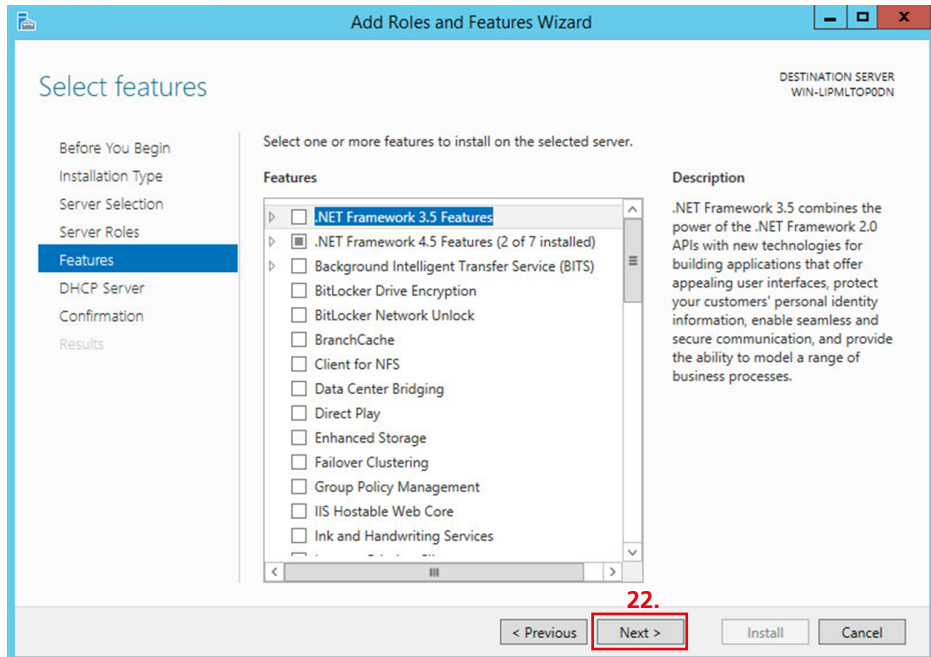 Add Roles and Features Wizard
Select features
DESTINATION SERVER
WIN-LIPMLTOP0DN
Before You Begin
Installation Type
Server Selection
Server Roles
Features
DHCP Server
Confirmation
Results
Select one or more features to install on the selected server.
Features
.NET Framework 3.5 Features
.NET Framework 4.5 Features (2 of 7 installed)
Background Intelligent Transfer Service (BITS)
BitLocker Drive Encryption
BitLocker Network Unlock
BranchCache
Client for NFS
Data Center Bridging
Direct Play
Enhanced Storage
Failover Clustering
Group Policy Management
IIS Hostable Web Core
Ink and Handwriting Services
Description
.NET Framework 3.5 combines the
power of the .NET Framework 2.0
APIs with new technologies for
building applications that offer
appealing user interfaces, protect
your customers' personal identity
information, enable seamless and
secure communication, and provide
the ability to model a range of
business processes.
22.
< Previous
Next >
Install
Cancel